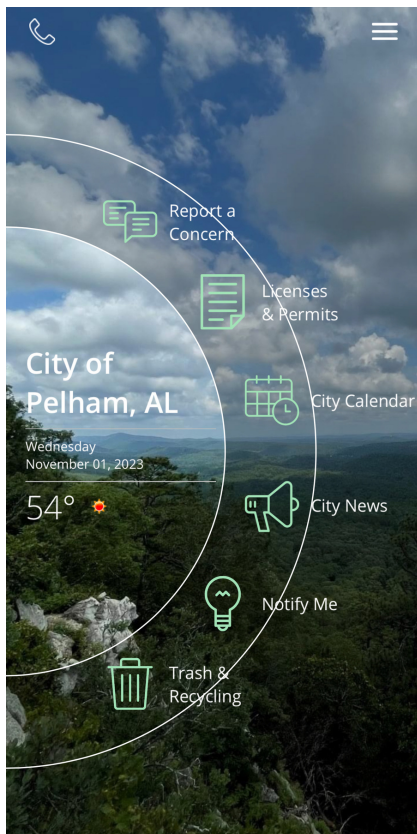 Report a
Concern
Licenses
& Permits
City of
Pelham, AL
City Calendar
Wednesday
November 01, 2023
54°
City News
Notify Me
Trash &
Recycling